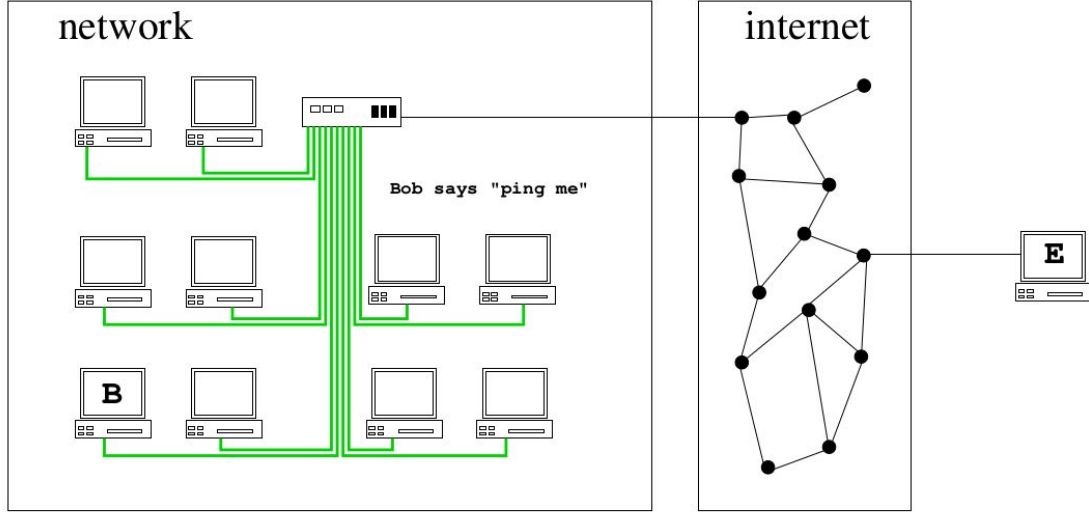 network
internet
Bob says "ping me"
E
B